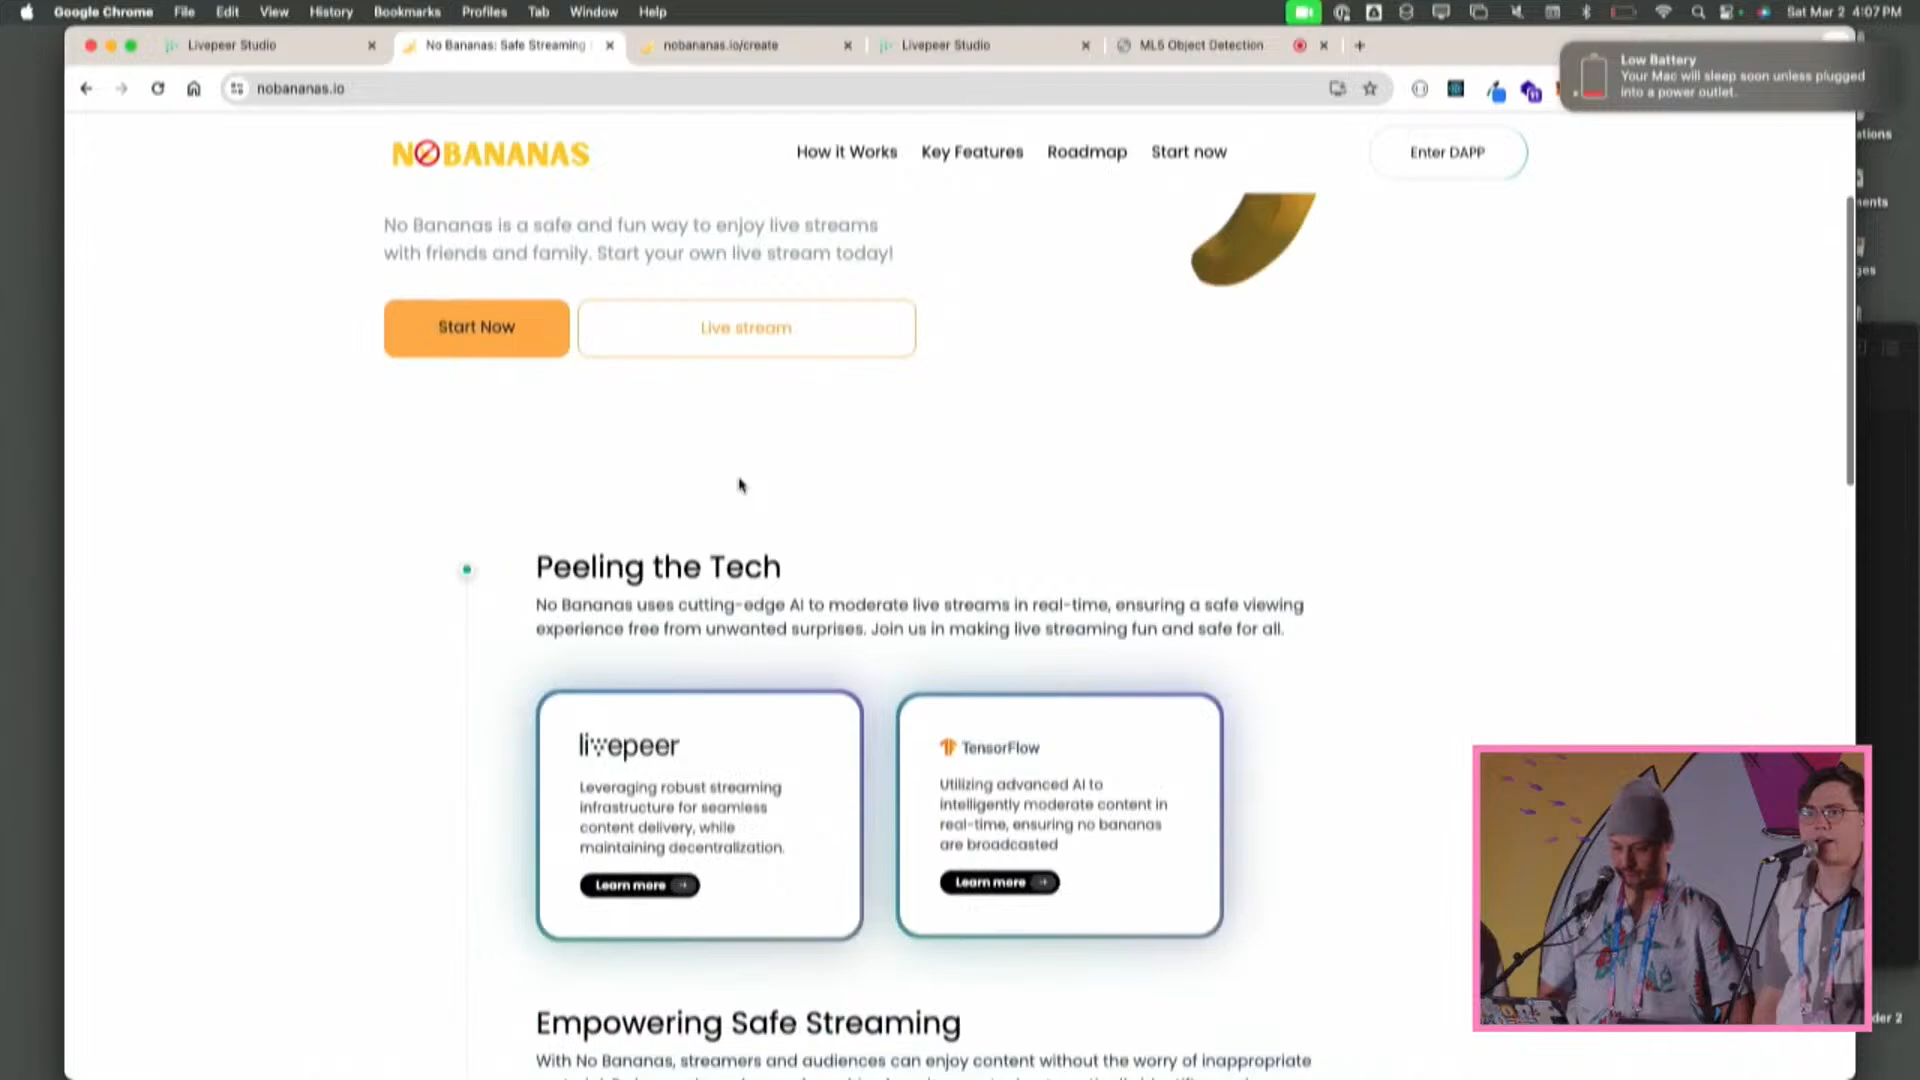 Google Chrome File Edit View History Bookmarks Profiles Tab Window Help Sat Mar 2 4:07 PM
Livepeer Studio No Bananas: Safe Streaming nobananas.io/create Livepeer Studio ML5 Object Detection
Low Battery
Your Mac will sleep soon unless plugged
into a power outlet.
nobananas.io
NOBANANAS How it Works Key Features Roadmap Start now Enter DAPP
No Bananas is a safe and fun way to enjoy live streams
with friends and family. Start your own live stream today!
Start Now Live stream
Peeling the Tech
No Bananas uses cutting-edge AI to moderate live streams in real-time, ensuring a safe viewing
experience free from unwanted surprises. Join us in making live streaming fun and safe for all.
livepeer
Leveraging robust streaming
infrastructure for seamless
content delivery, while
maintaining decentralization.
Learn more
TensorFlow
Utilizing advanced AI to
intelligently moderate content in
real-time, ensuring no bananas
are broadcasted
Learn more
Empowering Safe Streaming
With No Bananas, streamers and audiences can enjoy content without the worry of inappropriate